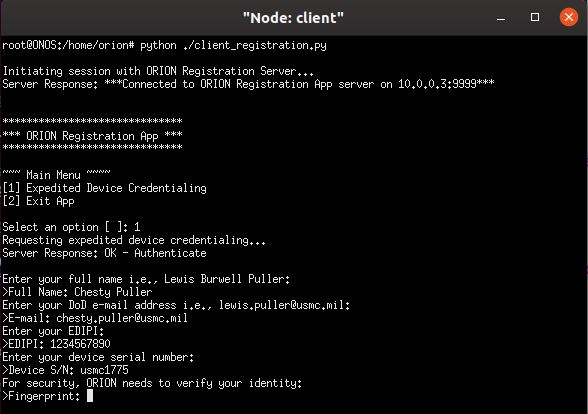 "Node: client"
root@ONOS:/home/orion# python ./client_registration.py
Initiating session with ORION Registration Server...
Server Response: ***Connected to ORION Registration App server on 10.0.0.3:9999***
******************************
*** ORION Registration App ***
******************************
~~~ Main Menu ~~~~
[1] Expedited Device Credentialing
[2] Exit App
Select an option [ ]: 1
Requesting expedited device credentialing...
Server Response: OK - Authenticate
Enter your full name i.e., Lewis Burwell Puller:
>Full Name: Chesty Puller
Enter your DoD e-mail address i.e., lewis.puller@usmc.mil:
>E-mail: chesty.puller@usmc.mil
Enter your EDIPI:
>EDIPI: 1234567890
Enter your device serial number:
>Device S/N: usmc1775
For security, ORION needs to verify your identity:
>Fingerprint: